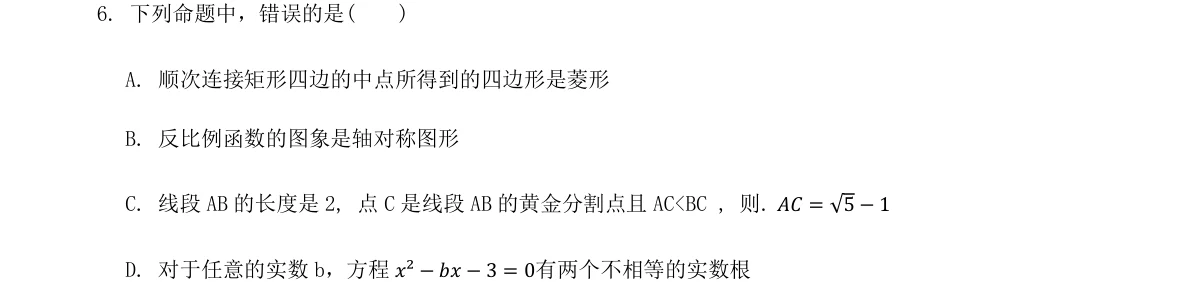 6. 下列命题中，错误的是(　　)
A. 顺次连接矩形四边的中点所得到的四边形是菱形
B. 反比例函数的图象是轴对称图形
C. 线段 AB 的长度是 2, 点 C 是线段 AB 的黄金分割点且 AC<BC , 则. AC = √5 − 1
D. 对于任意的实数 b，方程 x² − bx − 3 = 0有两个不相等的实数根